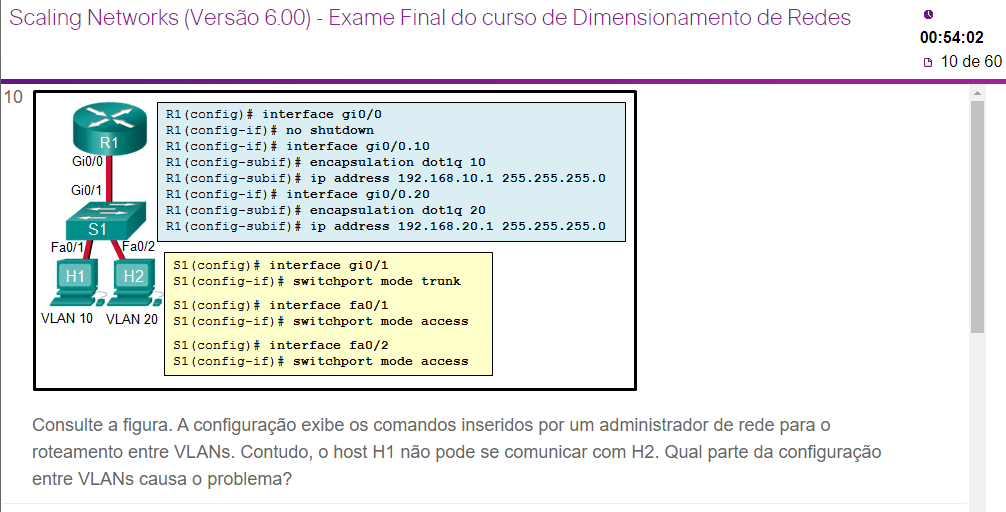 Scaling Networks (Versão 6.00) - Exame Final do curso de Dimensionamento de Redes
00:54:02
10 de 60
10
R1
Gi0/0
Gi0/1
S1
Fa0/1
Fa0/2
H1
H2
VLAN 10
VLAN 20
R1(config)# interface gi0/0
R1(config-if)# no shutdown
R1(config-if)# interface gi0/0.10
R1(config-subif)# encapsulation dot1q 10
R1(config-subif)# ip address 192.168.10.1 255.255.255.0
R1(config-if)# interface gi0/0.20
R1(config-subif)# encapsulation dot1q 20
R1(config-subif)# ip address 192.168.20.1 255.255.255.0
S1(config)# interface gi0/1
S1(config-if)# switchport mode trunk
S1(config)# interface fa0/1
S1(config-if)# switchport mode access
S1(config)# interface fa0/2
S1(config-if)# switchport mode access
Consulte a figura. A configuração exibe os comandos inseridos por um administrador de rede para o
roteamento entre VLANs. Contudo, o host H1 não pode se comunicar com H2. Qual parte da configuração
entre VLANs causa o problema?